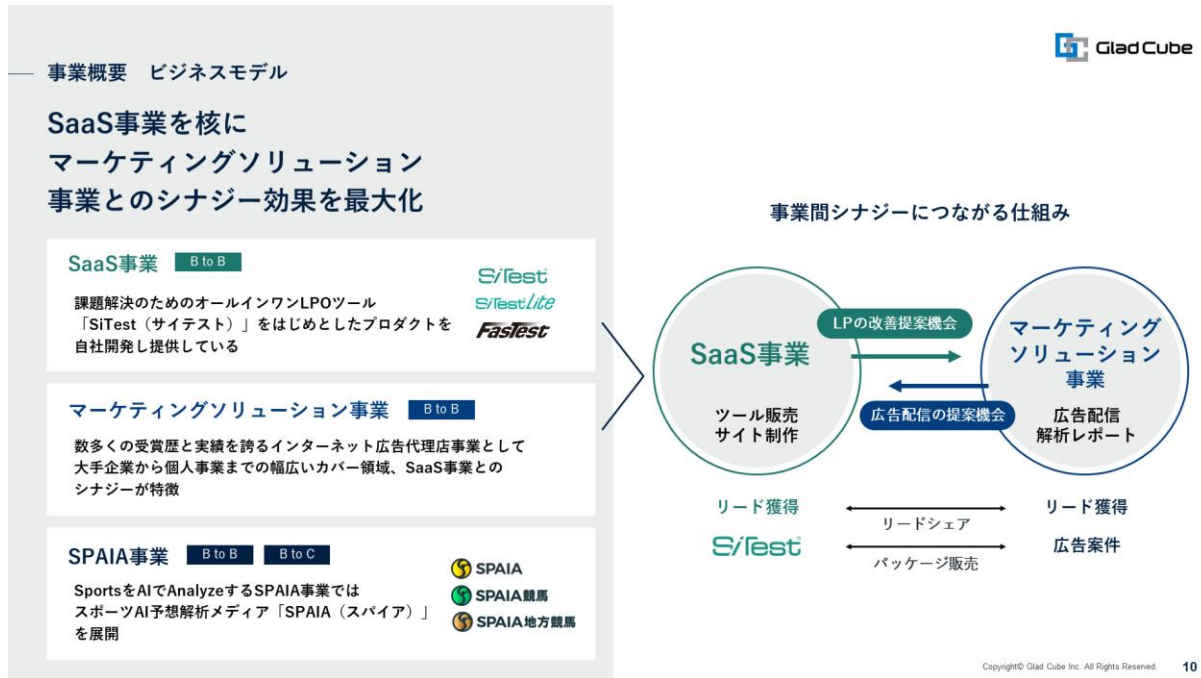 事業概要　ビジネスモデル
SaaS事業を核に
マーケティングソリューション
事業とのシナジー効果を最大化
SaaS事業 B to B
課題解決のためのオールインワンLPOツール
「SiTest（サイテスト）」をはじめとしたプロダクトを
自社開発し提供している
SiTest
SiTest Lite
FasTest
マーケティングソリューション事業 B to B
数多くの受賞歴と実績を誇るインターネット広告代理店事業として
大手企業から個人事業までの幅広いカバー領域、SaaS事業との
シナジーが特徴
SPAIA事業 B to B B to C
SportsをAIでAnalyzeするSPAIA事業では
スポーツAI予想解析メディア「SPAIA（スパイア）」
を展開
SPAIA
SPAIA競馬
SPAIA地方競馬
Glad Cube
事業間シナジーにつながる仕組み
SaaS事業
ツール販売
サイト制作
LPの改善提案機会
広告配信の提案機会
マーケティング
ソリューション
事業
広告配信
解析レポート
リード獲得
リードシェア
リード獲得
SiTest
パッケージ販売
広告案件
Copyright© Glad Cube Inc. All Rights Reserved.
10